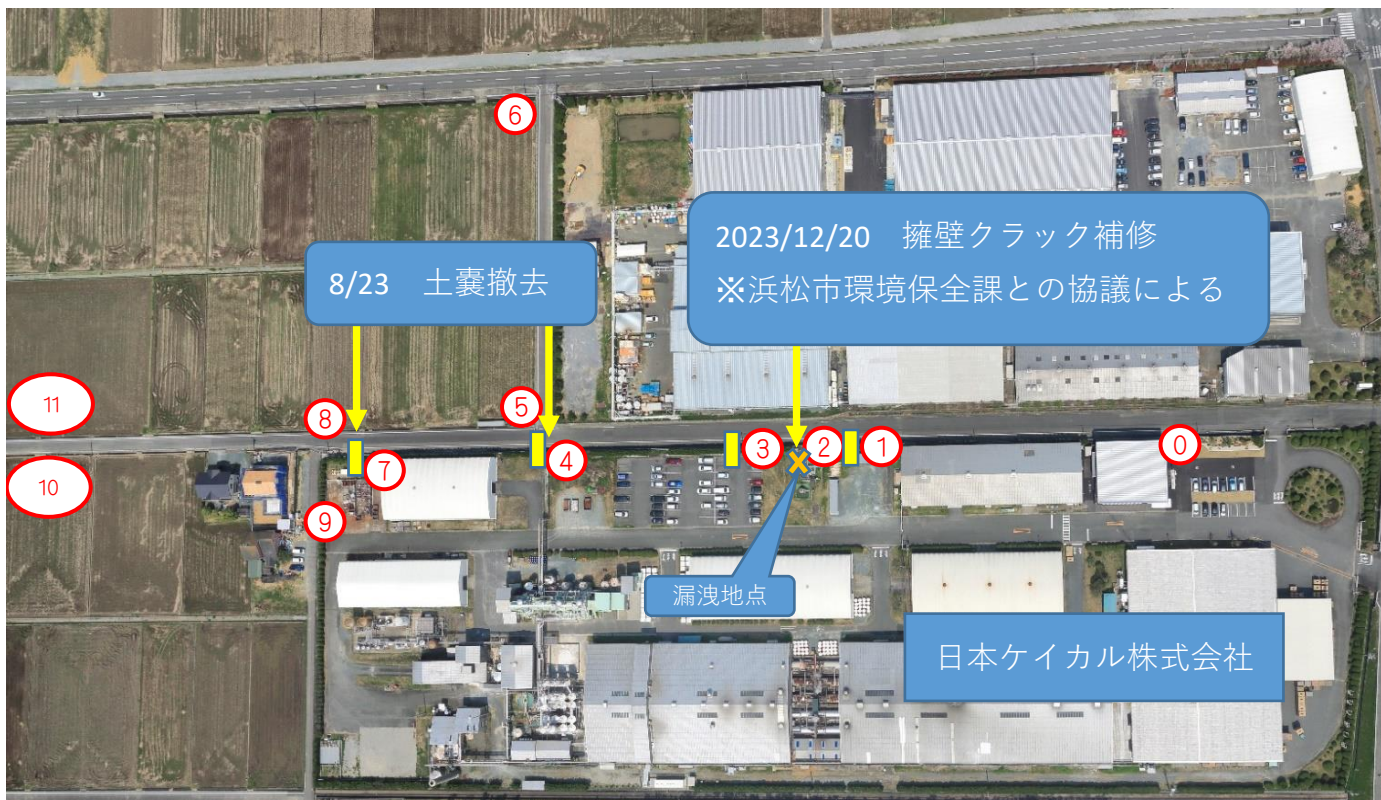 ⑥
2023/12/20　擁壁クラック補修
※浜松市環境保全課との協議による
8/23　土嚢撤去
11
⑧
⑤
⑦
④
③
②
①
⓪
10
⑨
漏洩地点
日本ケイカル株式会社